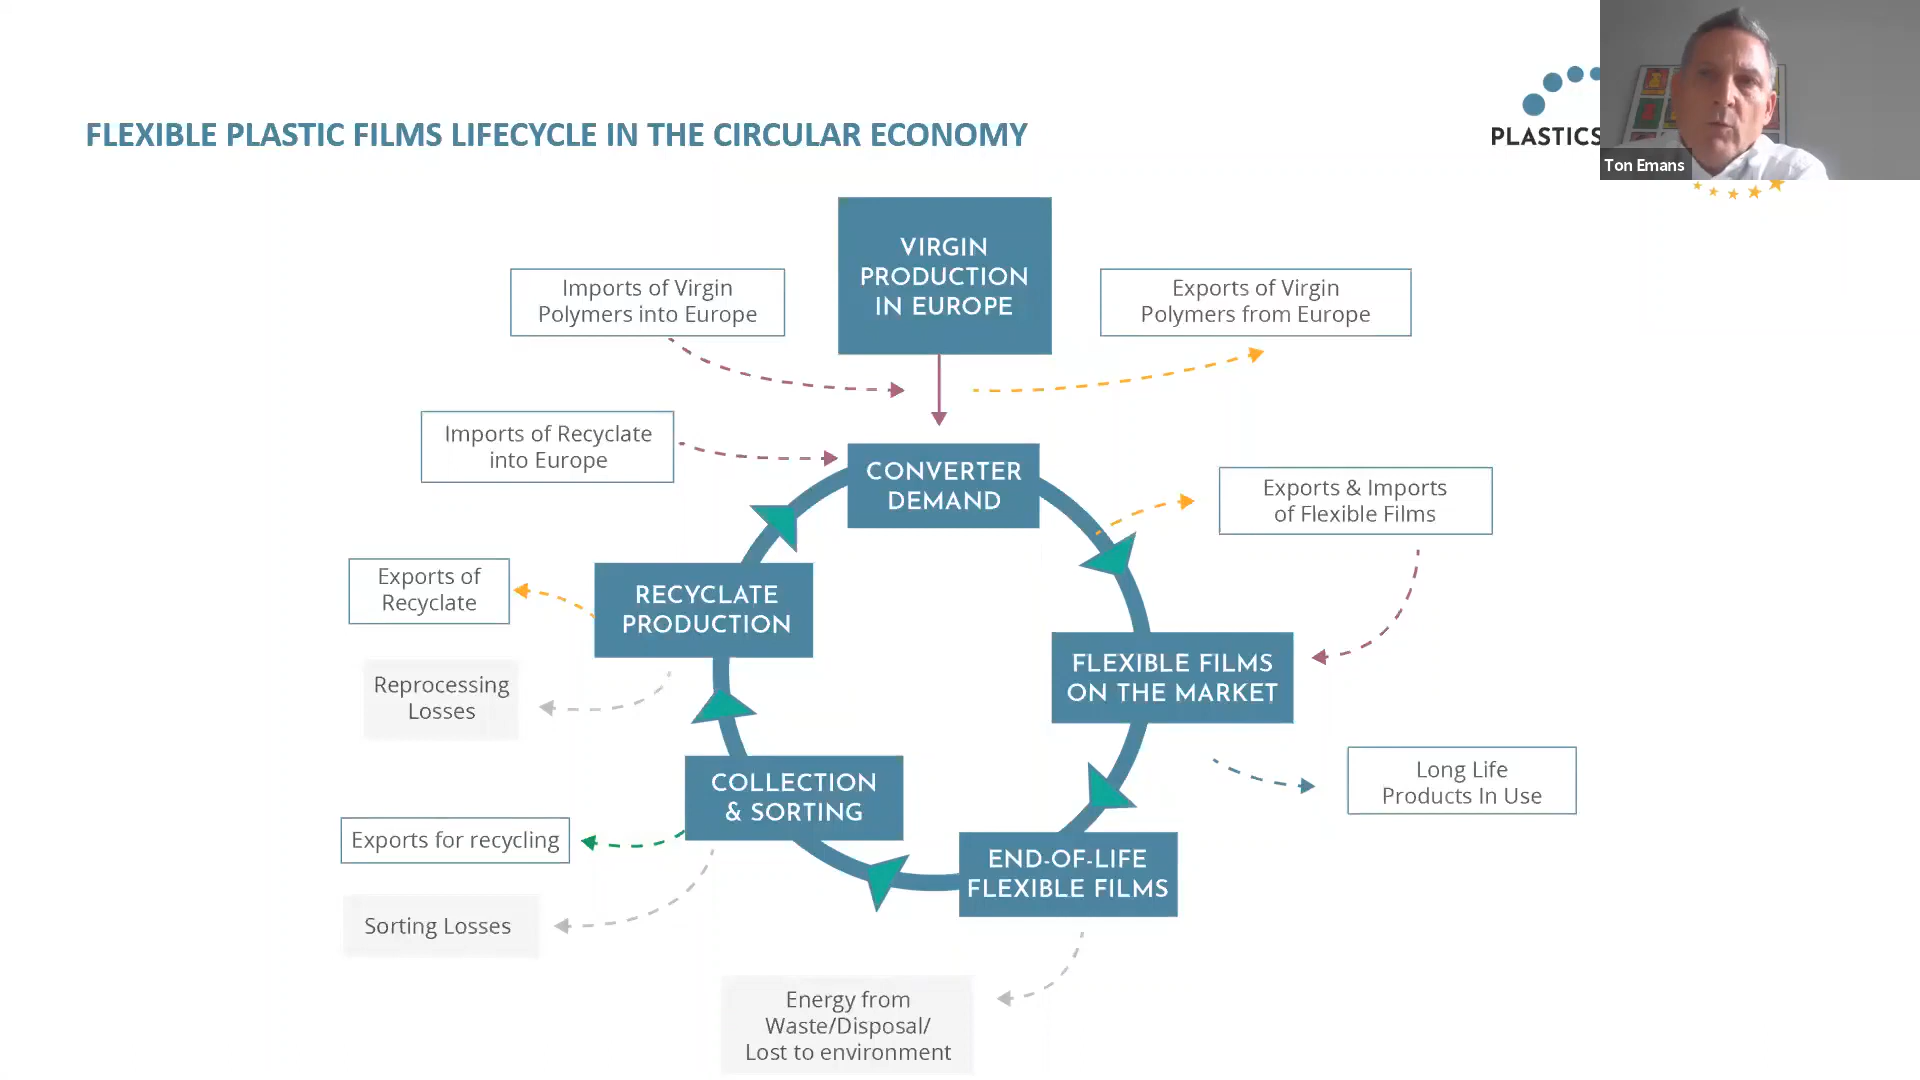 FLEXIBLE PLASTIC FILMS LIFECYCLE IN THE CIRCULAR ECONOMY
PLASTICS
Ton Emans
VIRGIN
PRODUCTION
IN EUROPE
Imports of Virgin
Polymers into Europe
Exports of Virgin
Polymers from Europe
Imports of Recyclate
into Europe
CONVERTER
DEMAND
Exports & Imports
of Flexible Films
Exports of
Recyclate
RECYCLATE
PRODUCTION
FLEXIBLE FILMS
ON THE MARKET
Reprocessing
Losses
COLLECTION
& SORTING
Long Life
Products In Use
Exports for recycling
END-OF-LIFE
FLEXIBLE FILMS
Sorting Losses
Energy from
Waste/Disposal/
Lost to environment